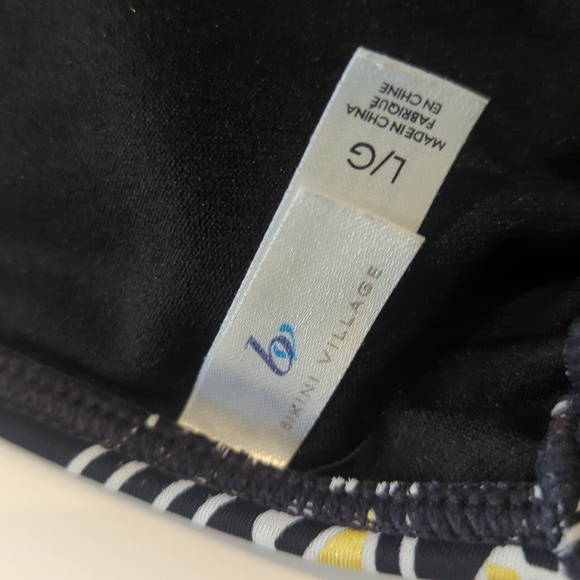 L/G
MADE IN CHINA
FABRIQUÉ
EN CHINE
BIKINI VILLAGE